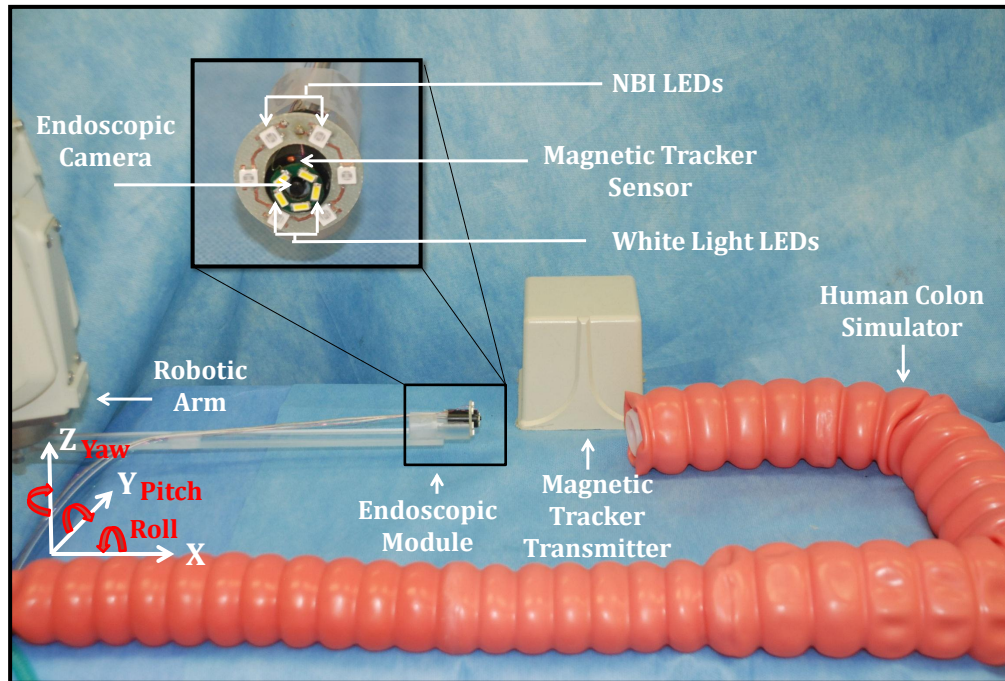 NBI LEDs
Endoscopic
Camera
Magnetic Tracker
Sensor
White Light LEDs
Human Colon
Simulator
Robotic
Arm
Z Yaw
Y Pitch
Roll
X
Endoscopic
Module
Magnetic
Tracker
Transmitter